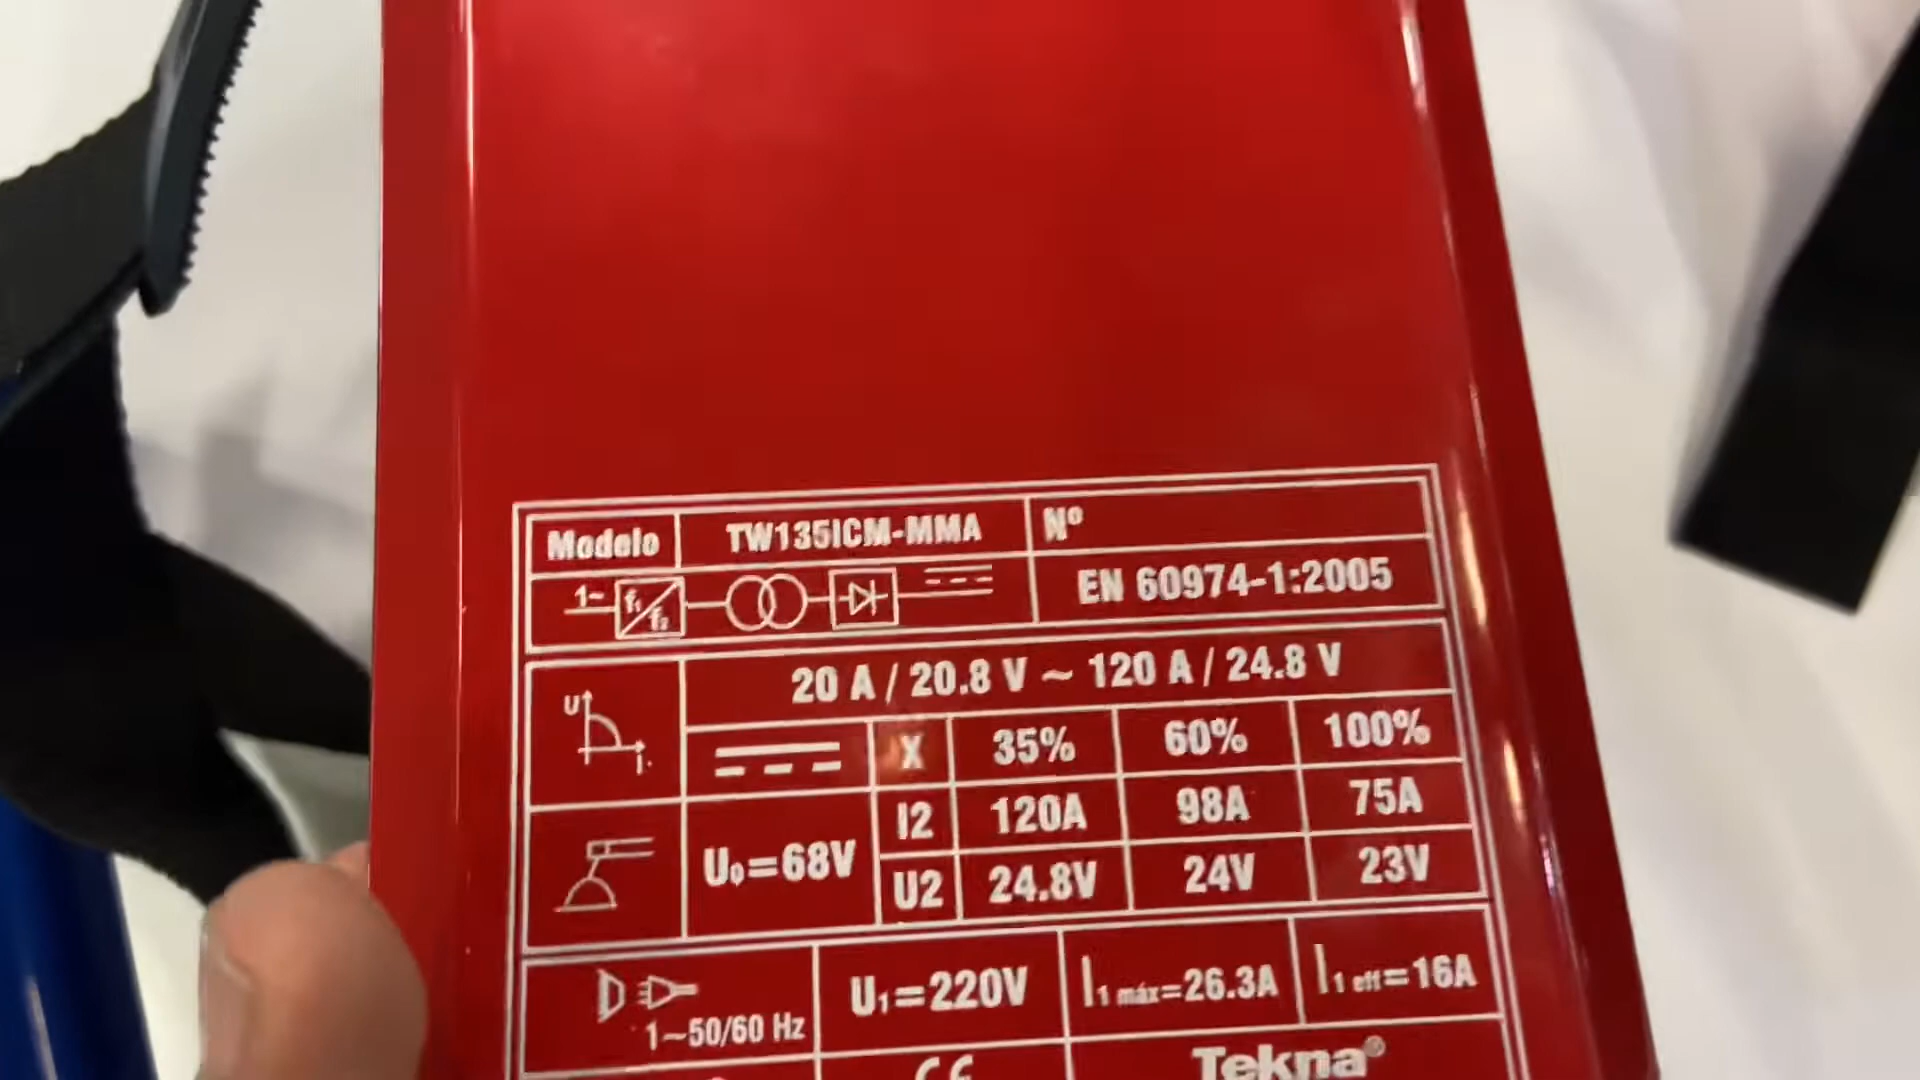 Modelo TW135ICM-MMA Nº
1~ f₁ f₂ EN 60974-1:2005
U 20 A / 20.8 V ~ 120 A / 24.8 V
I. X 35% 60% 100%
I2 120A 98A 75A
U₀=68V
U2 24.8V 24V 23V
U₁=220V I₁ máx=26.3A I₁ eff=16A
1~50/60 Hz
CE Tekna®